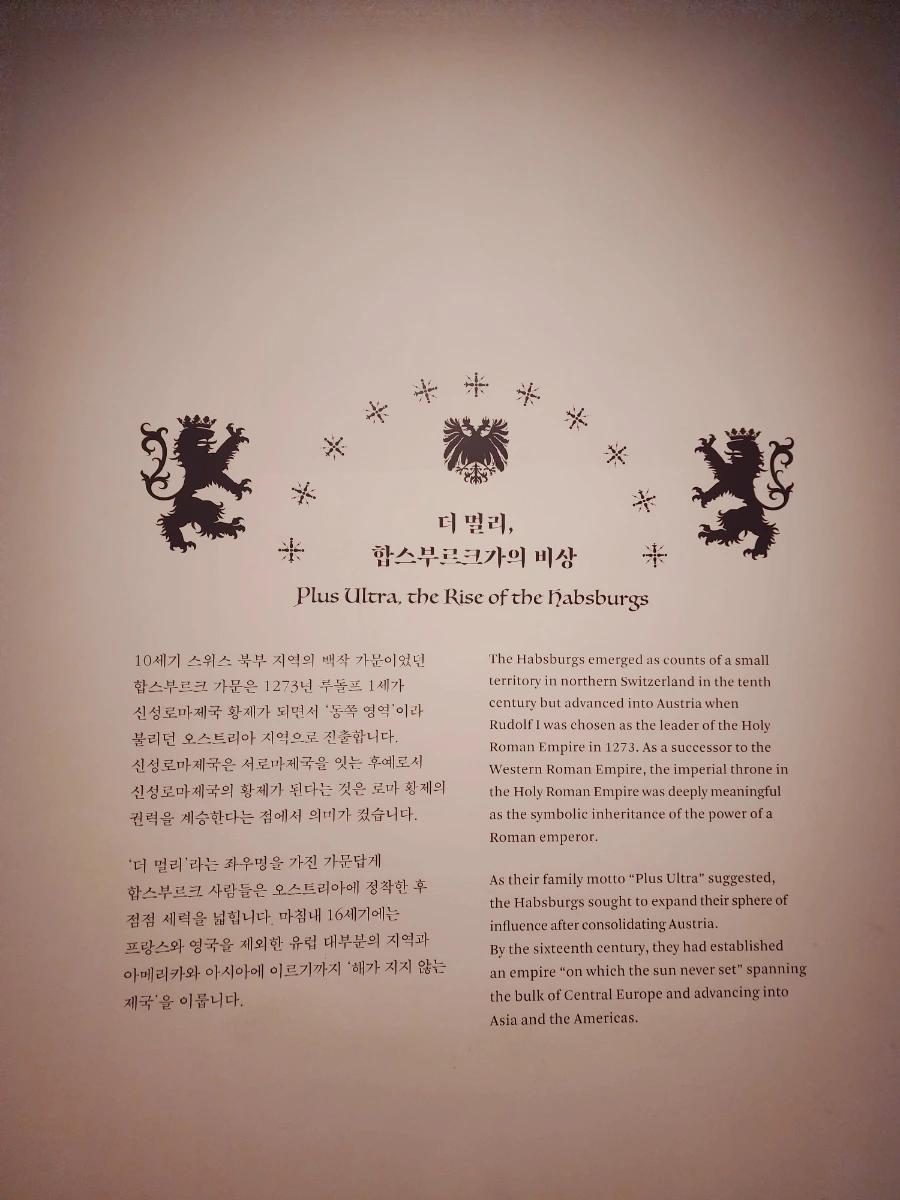 더 멀리,
합스부르크가의 비상
Plus Ultra, the Rise of the Habsburgs
10세기 스위스 북부 지역의 백작 가문이었던
합스부르크 가문은 1273년 루돌프 1세가
신성로마제국 황제가 되면서 ‘동쪽 영역’이라
불리던 오스트리아 지역으로 진출합니다.
신성로마제국은 서로마제국을 잇는 후예로서
신성로마제국의 황제가 된다는 것은 로마 황제의
권력을 계승한다는 점에서 의미가 컸습니다.
‘더 멀리’라는 좌우명을 가진 가문답게
합스부르크 사람들은 오스트리아에 정착한 후
점점 세력을 넓힙니다. 마침내 16세기에는
프랑스와 영국을 제외한 유럽 대부분의 지역과
아메리카와 아시아에 이르기까지 ‘해가 지지 않는
제국’을 이룹니다.
The Habsburgs emerged as counts of a small
territory in northern Switzerland in the tenth
century but advanced into Austria when
Rudolf I was chosen as the leader of the Holy
Roman Empire in 1273. As a successor to the
Western Roman Empire, the imperial throne in
the Holy Roman Empire was deeply meaningful
as the symbolic inheritance of the power of a
Roman emperor.
As their family motto “Plus Ultra” suggested,
the Habsburgs sought to expand their sphere of
influence after consolidating Austria.
By the sixteenth century, they had established
an empire “on which the sun never set” spanning
the bulk of Central Europe and advancing into
Asia and the Americas.